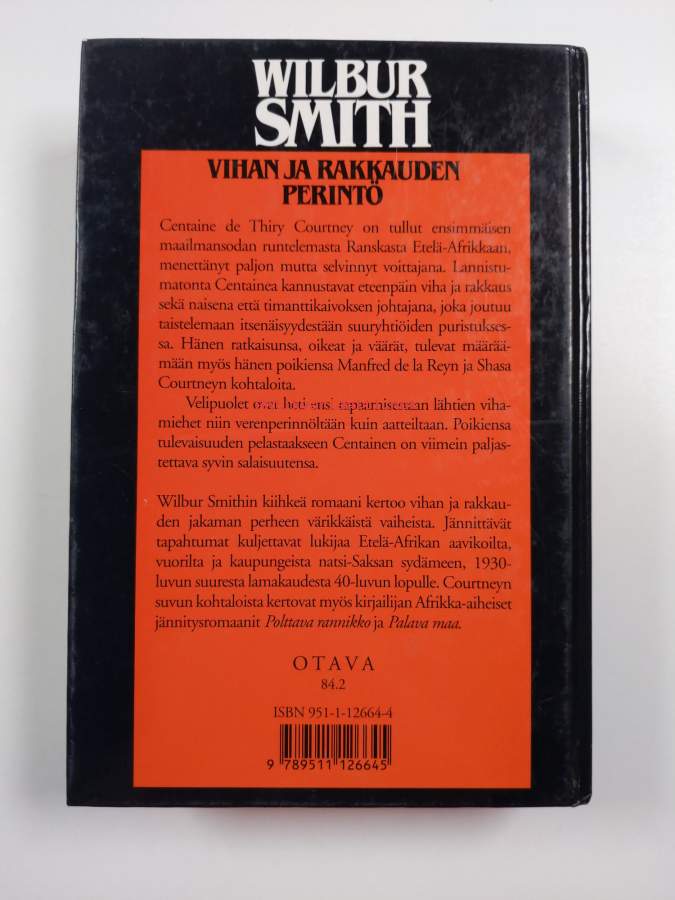 WILBUR
SMITH
VIHAN JA RAKKAUDEN
PERINTÖ
Centaine de Thiry Courtney on tullut ensimmäisen
maailmansodan runtelemasta Ranskasta Etelä-Afrikkaan,
menettänyt paljon mutta selvinnyt voittajana. Lannistu-
matonta Centainea kannustavat eteenpäin viha ja rakkaus
sekä naisena että timanttikaivoksen johtajana, joka joutuu
taistelemaan itsenäisyydestään suuryhtiöiden puristukses-
sa. Hänen ratkaisunsa, oikeat ja väärät, tulevat määrää-
mään myös hänen poikiensa Manfred de la Reyn ja Shasa
Courtneyn kohtaloita.
Velipuolet ovat heti ensi tapaamisestaan lähtien viha-
miehet niin verenperinnöltään kuin aatteiltaan. Poikiensa
tulevaisuuden pelastaakseen Centainen on viimein paljas-
tettava syvin salaisuutensa.
Wilbur Smithin kiihkeä romaani kertoo vihan ja rakkau-
den jakaman perheen värikkäistä vaiheista. Jännittävät
tapahtumat kuljettavat lukijaa Etelä-Afrikan aavikoilta,
vuorilta ja kaupungeista natsi-Saksan sydämeen, 1930-
luvun suuresta lamakaudesta 40-luvun lopulle. Courtneyn
suvun kohtaloista kertovat myös kirjailijan Afrikka-aiheiset
jännitysromaanit Polttava rannikko ja Palava maa.
OTAVA
84.2
ISBN 951-1-12664-4
9 789511 126645